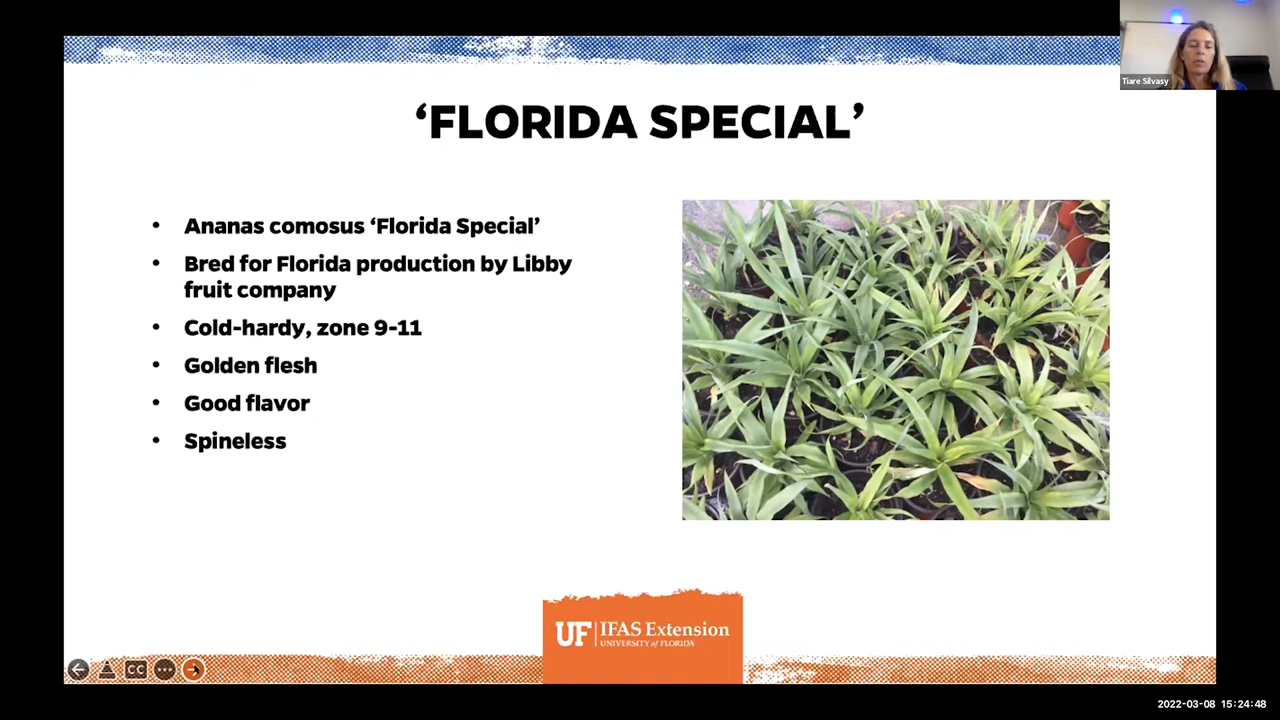 Tiare Silvasy
‘FLORIDA SPECIAL’
• Ananas comosus ‘Florida Special’
• Bred for Florida production by Libby
fruit company
• Cold-hardy, zone 9-11
• Golden flesh
• Good flavor
• Spineless
UF | IFAS Extension
UNIVERSITY of FLORIDA
CC
2022-03-08 15:24:48